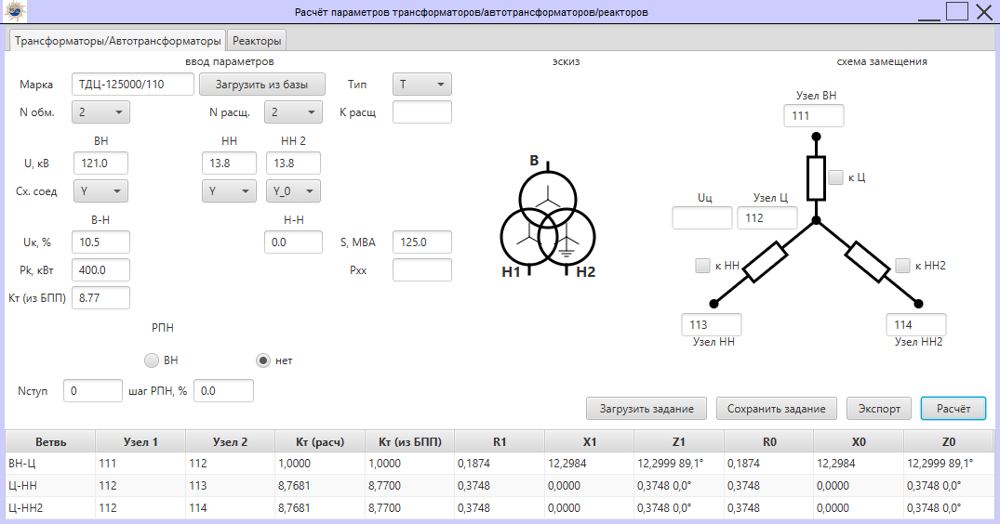 Расчёт параметров трансформаторов/автотрансформаторов/реакторов
Трансформаторы/Автотрансформаторы Реакторы
ввод параметров эскиз схема замещения
Марка ТДЦ-125000/110 Загрузить из базы Тип Т
N обм. 2 N расщ. 2 К расщ
ВН НН НН 2
U, кВ 121.0 13.8 13.8
Сх. соед Y Y Y_0
В-Н Н-Н
Uк, % 10.5 0.0 S, МВА 125.0
Pk, кВт 400.0 Рхх
Кт (из БПП) 8.77
РПН
ВН нет
Nступ 0 шаг РПН, % 0.0
В
Н1 Н2
Узел ВН
111
к Ц
Uц Узел Ц
112
к НН к НН2
113 114
Узел НН Узел НН2
Загрузить задание Сохранить задание Экспорт Расчёт
Ветвь Узел 1 Узел 2 Кт (расч) Кт (из БПП) R1 X1 Z1 R0 X0 Z0
ВН-Ц 111 112 1,0000 1,0000 0,1874 12,2984 12,2999 89,1° 0,1874 12,2984 12,2999 89,1°
Ц-НН 112 113 8,7681 8,7700 0,3748 0,0000 0,3748 0,0° 0,3748 0,0000 0,3748 0,0°
Ц-НН2 112 114 8,7681 8,7700 0,3748 0,0000 0,3748 0,0° 0,3748 0,0000 0,3748 0,0°